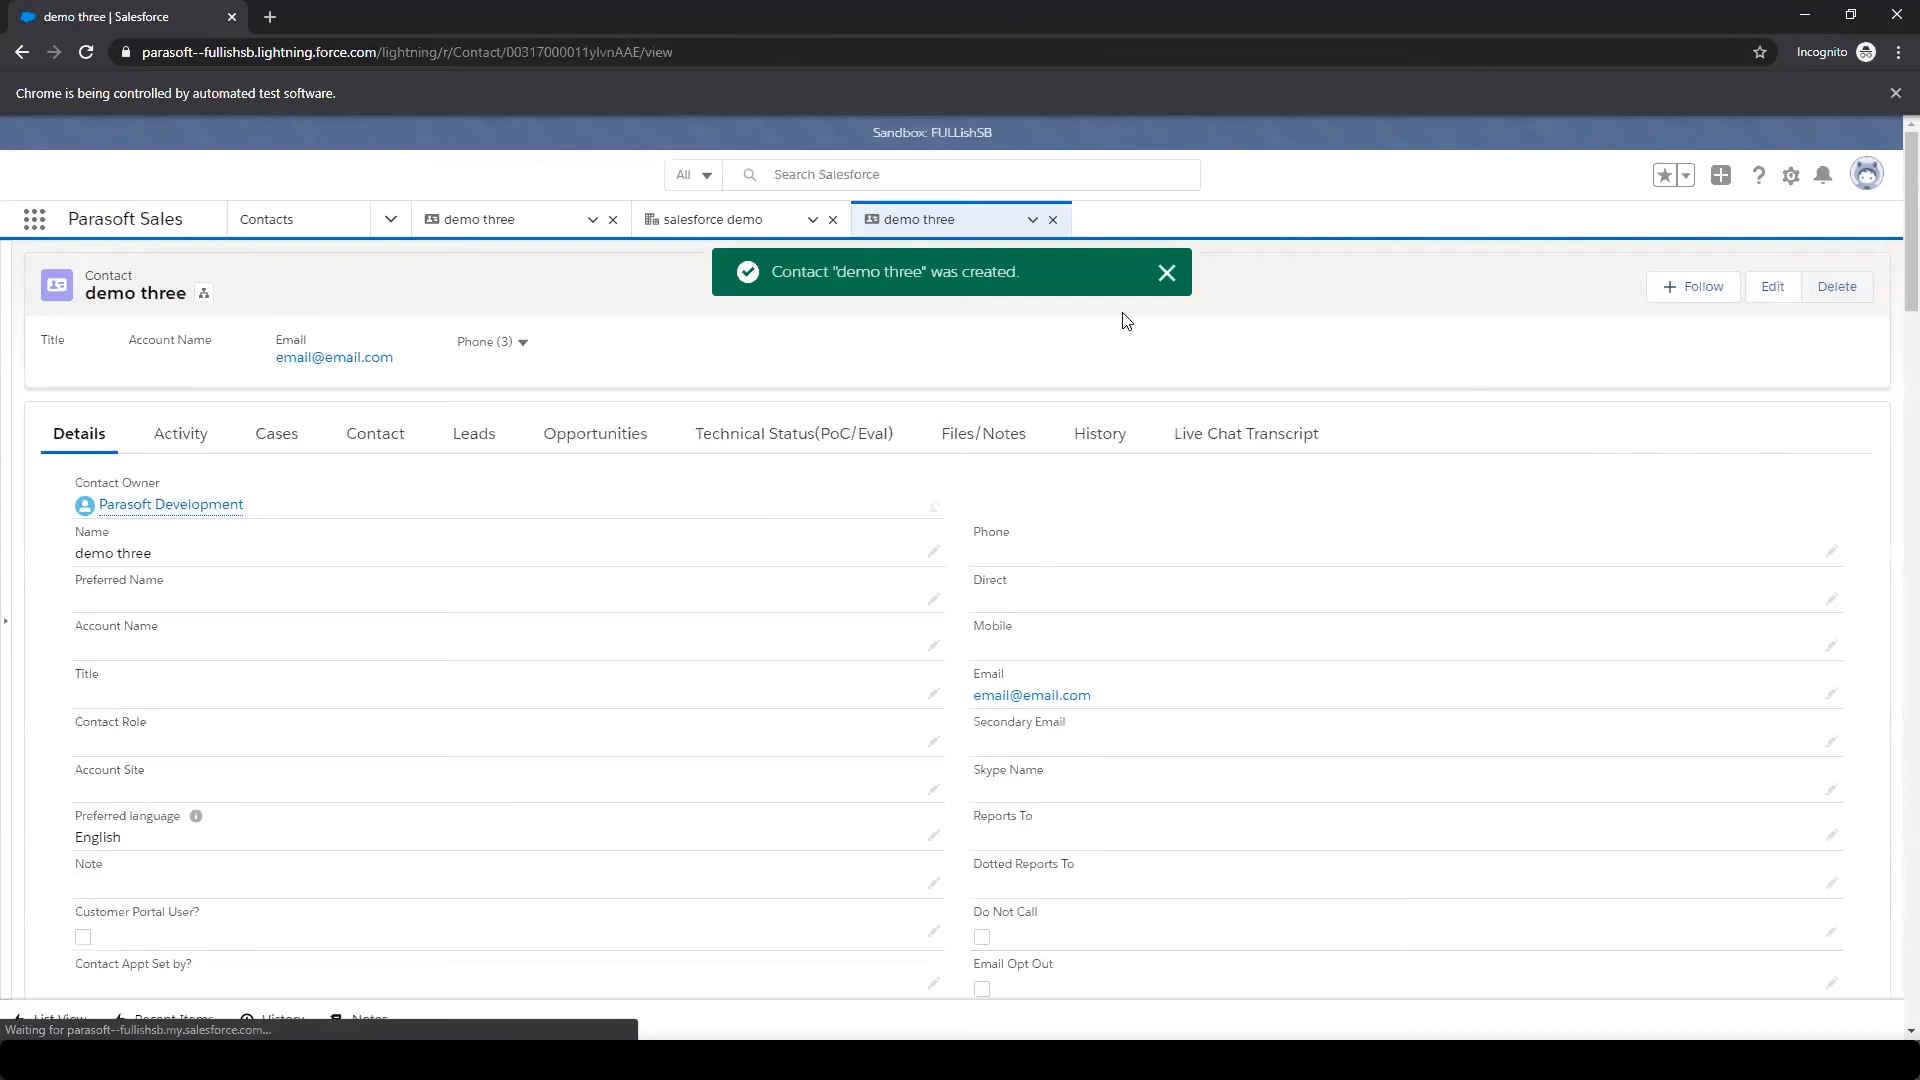 demo three | Salesforce
parasoft--fullishsb.lightning.force.com/lightning/r/Contact/00317000011ylvnAAE/view
Incognito
Chrome is being controlled by automated test software.
Sandbox: FULLishSB
All
Search Salesforce
Parasoft Sales
Contacts
demo three
salesforce demo
demo three
Contact "demo three" was created.
Contact
demo three
Follow
Edit
Delete
Title
Account Name
Email
email@email.com
Phone (3)
Details
Activity
Cases
Contact
Leads
Opportunities
Technical Status(PoC/Eval)
Files/Notes
History
Live Chat Transcript
Contact Owner
Parasoft Development
Name
demo three
Phone
Preferred Name
Direct
Account Name
Mobile
Title
Email
email@email.com
Contact Role
Secondary Email
Account Site
Skype Name
Preferred language
English
Reports To
Note
Dotted Reports To
Customer Portal User?
Do Not Call
Contact Appt Set by?
Email Opt Out
List View
Recent Items
History
Notes
Waiting for parasoft--fullishsb.my.salesforce.com...